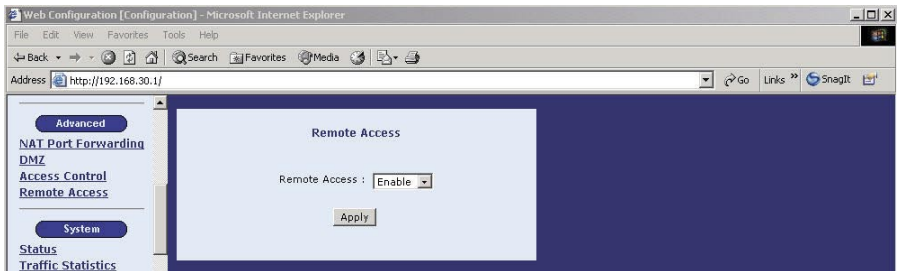 Web Configuration [Configuration] - Microsoft Internet Explorer
File Edit View Favorites Tools Help
Back Search Favorites Media
Address http://192.168.30.1/ Go Links » SnagIt
Advanced
NAT Port Forwarding
DMZ
Access Control
Remote Access
System
Status
Traffic Statistics
Remote Access
Remote Access : Enable
Apply